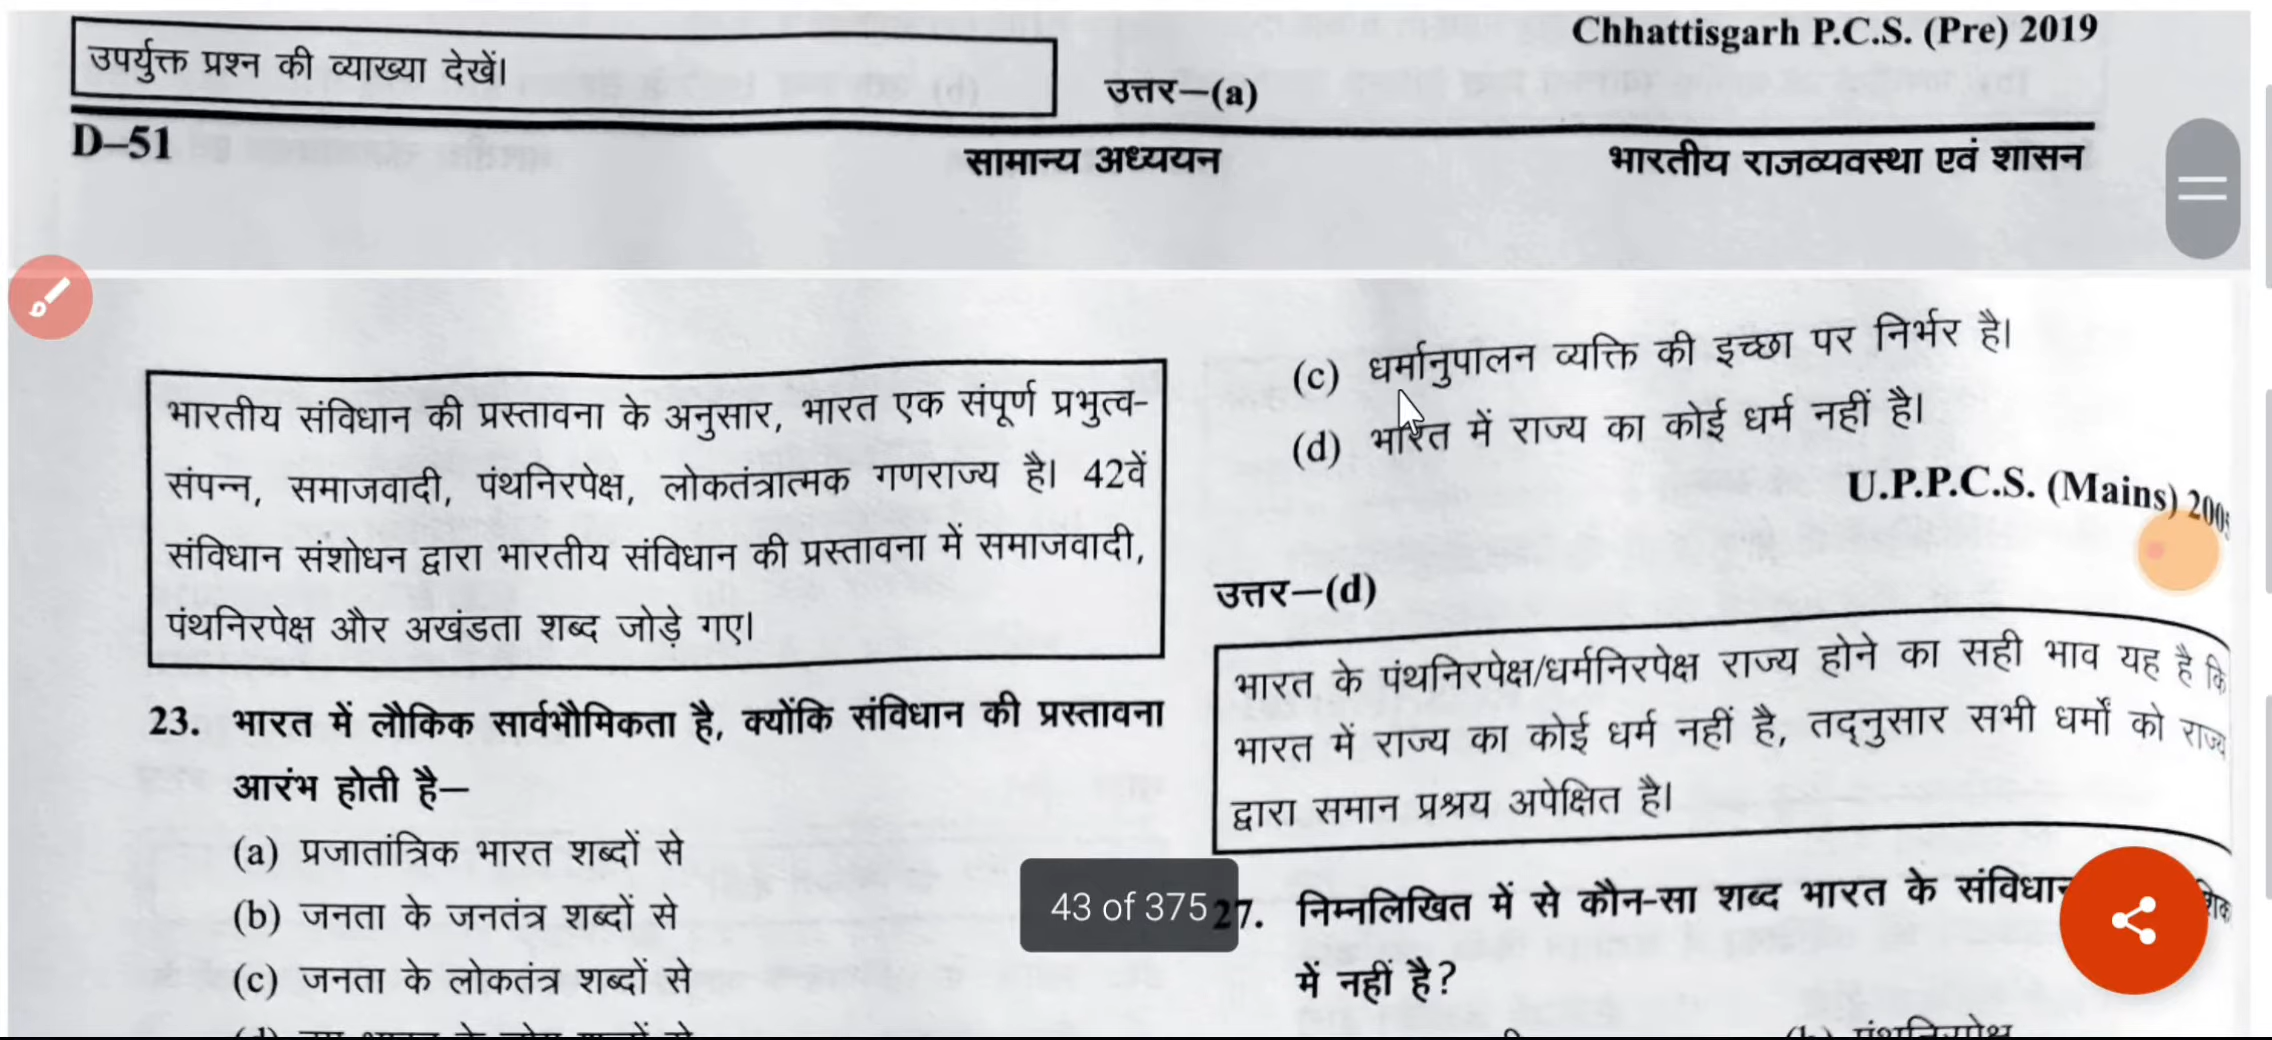 उपर्युक्त प्रश्न की व्याख्या देखें।
Chhattisgarh P.C.S. (Pre) 2019
उत्तर–(a)
D–51
सामान्य अध्ययन
भारतीय राजव्यवस्था एवं शासन
भारतीय संविधान की प्रस्तावना के अनुसार, भारत एक संपूर्ण प्रभुत्व-
संपन्न, समाजवादी, पंथनिरपेक्ष, लोकतंत्रात्मक गणराज्य है। 42वें
संविधान संशोधन द्वारा भारतीय संविधान की प्रस्तावना में समाजवादी,
पंथनिरपेक्ष और अखंडता शब्द जोड़े गए।
23. भारत में लौकिक सार्वभौमिकता है, क्योंकि संविधान की प्रस्तावना
आरंभ होती है–
(a) प्रजातांत्रिक भारत शब्दों से
(b) जनता के जनतंत्र शब्दों से
(c) जनता के लोकतंत्र शब्दों से
(c) धर्मानुपालन व्यक्ति की इच्छा पर निर्भर है।
(d) भारत में राज्य का कोई धर्म नहीं है।
U.P.P.C.S. (Mains) 2005
उत्तर–(d)
भारत के पंथनिरपेक्ष/धर्मनिरपेक्ष राज्य होने का सही भाव यह है कि
भारत में राज्य का कोई धर्म नहीं है, तद्नुसार सभी धर्मों को राज्य
द्वारा समान प्रश्रय अपेक्षित है।
27. निम्नलिखित में से कौन-सा शब्द भारत के संविधान
में नहीं है?
(b) पंथनिरपेक्ष
43 of 375